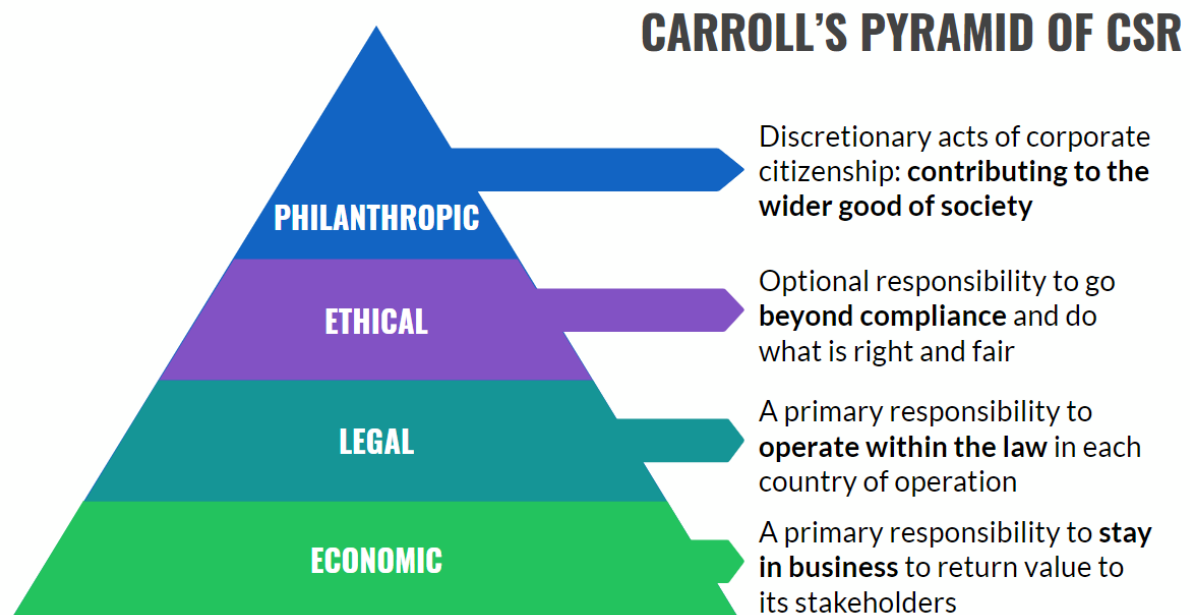 CARROLL'S PYRAMID OF CSR
PHILANTHROPIC
Discretionary acts of corporate
citizenship: contributing to the
wider good of society
ETHICAL
Optional responsibility to go
beyond compliance and do
what is right and fair
LEGAL
A primary responsibility to
operate within the law in each
country of operation
ECONOMIC
A primary responsibility to stay
in business to return value to
its stakeholders